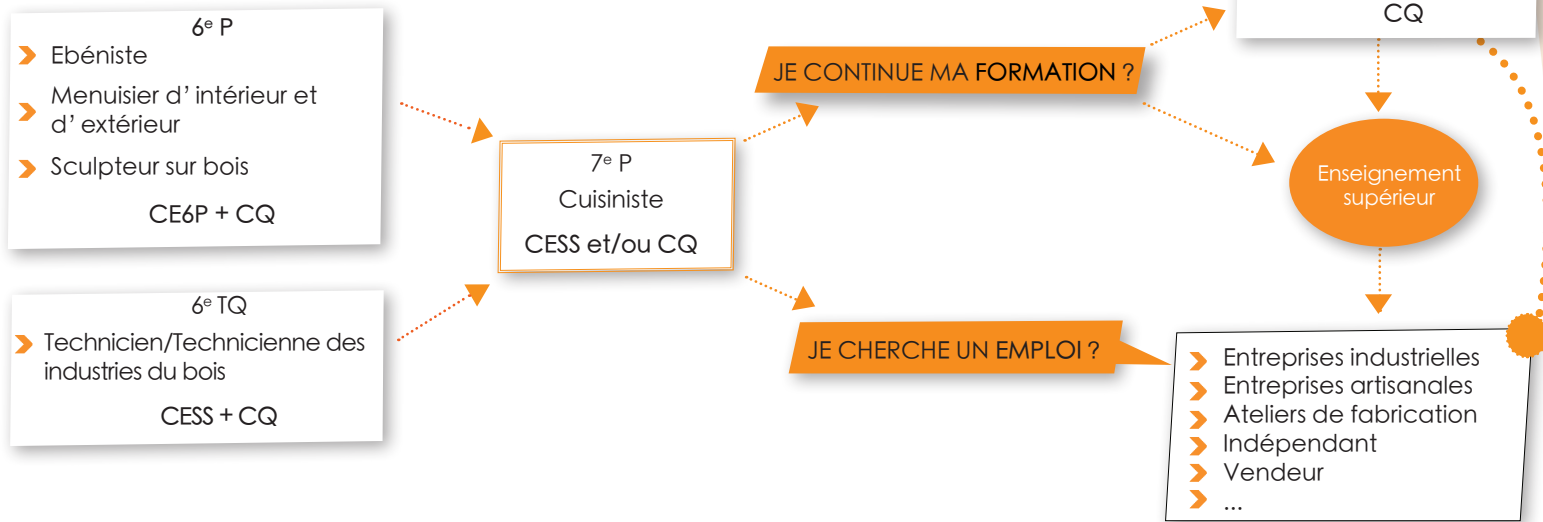 6e P
Ebéniste
Menuisier d’ intérieur et
d’ extérieur
Sculpteur sur bois
CE6P + CQ
6e TQ
Technicien/Technicienne des
industries du bois
CESS + CQ
7e P
Cuisiniste
CESS et/ou CQ
JE CONTINUE MA FORMATION ?
JE CHERCHE UN EMPLOI ?
CQ
Enseignement
supérieur
Entreprises industrielles
Entreprises artisanales
Ateliers de fabrication
Indépendant
Vendeur
...